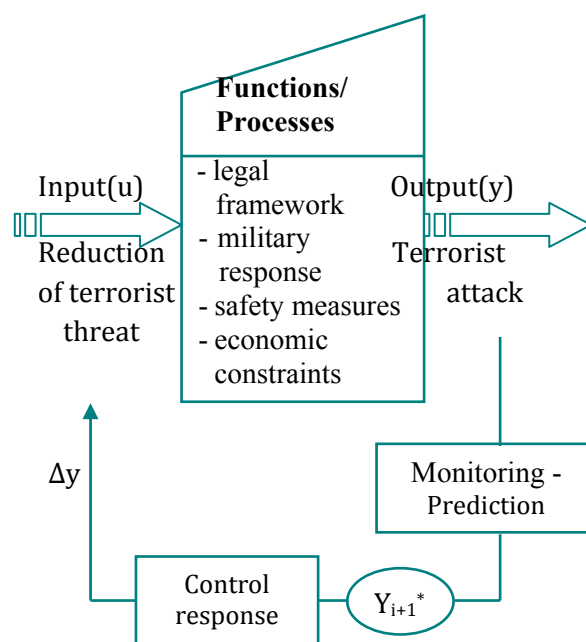 Functions/
Processes
Input(u)
Reduction
of terrorist
threat
- legal
framework
- military
response
- safety measures
- economic
constraints
Output(y)
Terrorist
attack
Δy
Monitoring -
Prediction
Control
response
Yi+1*